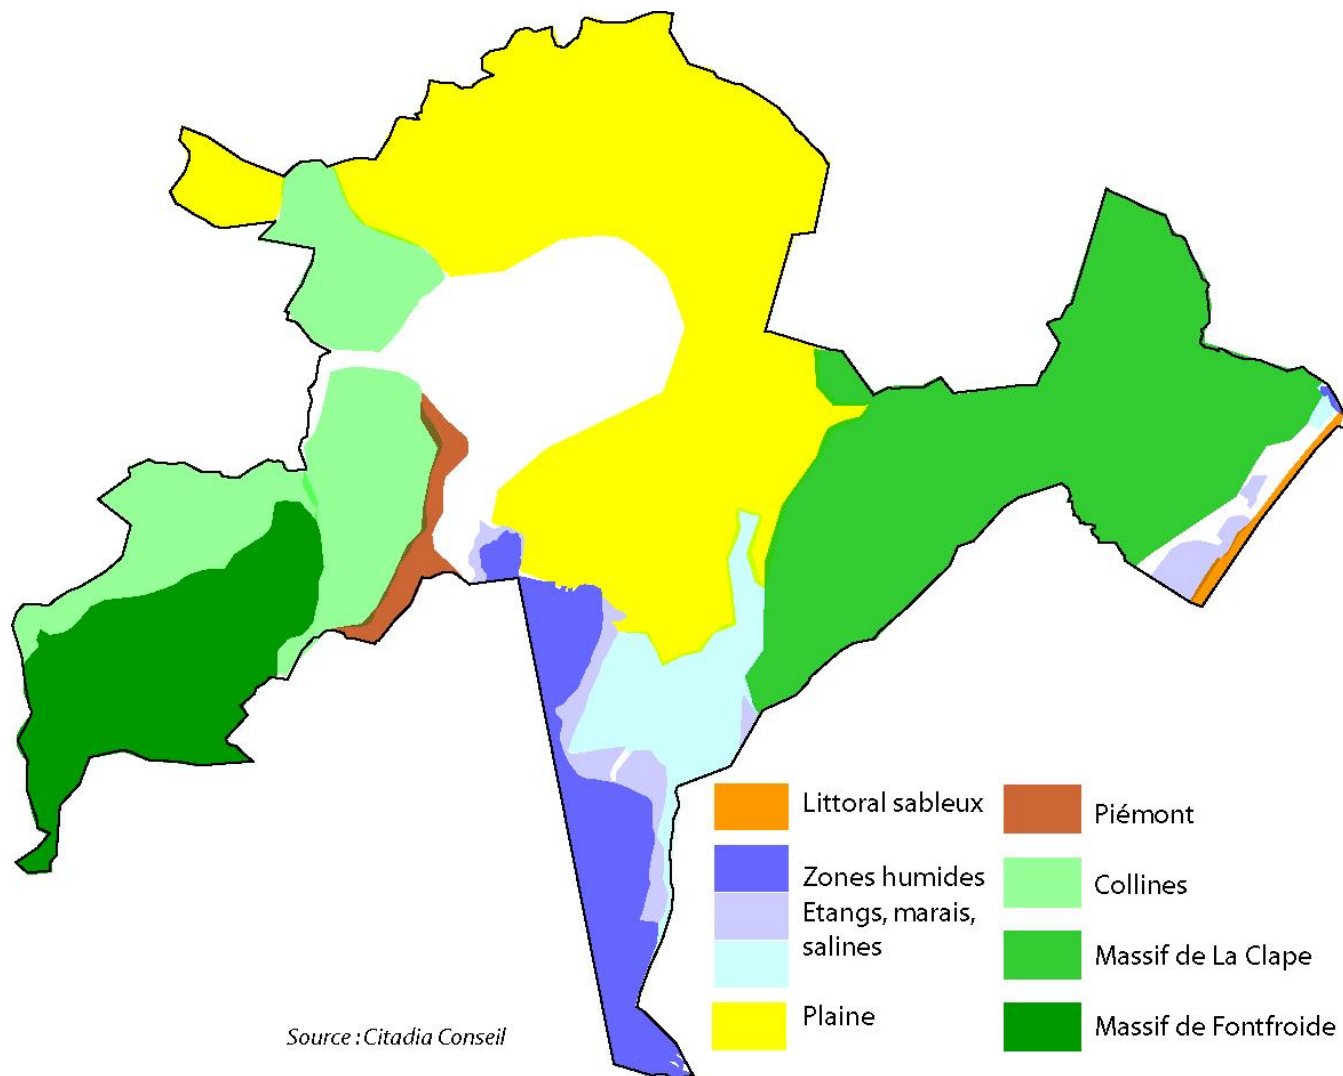 Littoral sableux
Zones humides
Etangs, marais,
salines
Plaine
Piémont
Collines
Massif de La Clape
Massif de Fontfroide
Source : Citadia Conseil